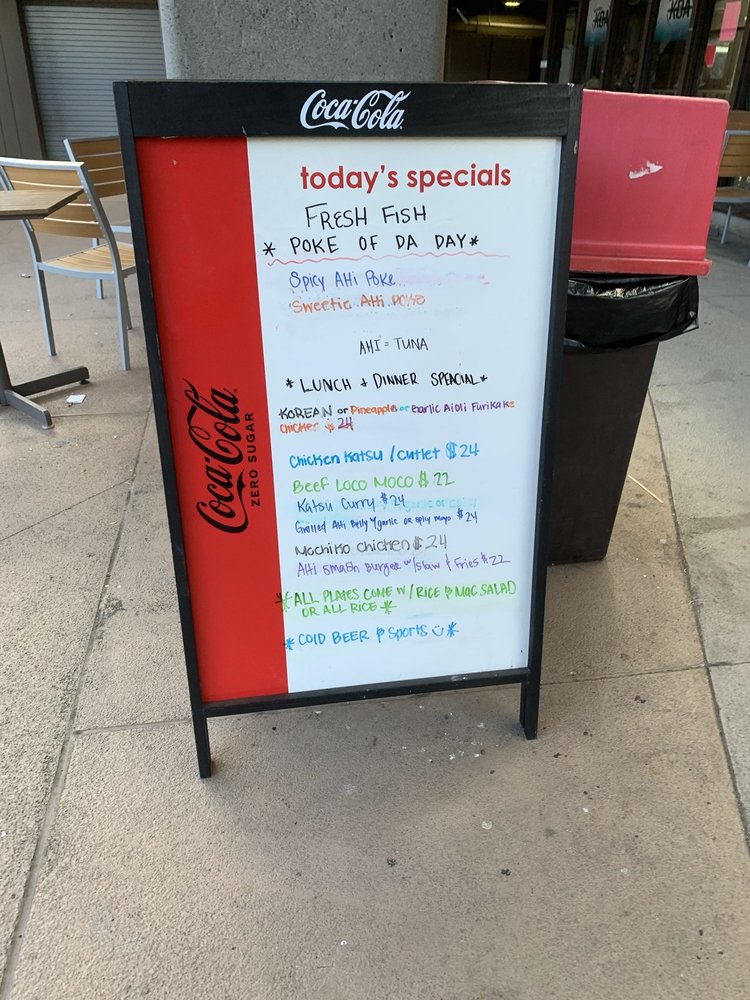 Coca-Cola
today's specials
FRESH FISH
* POKE OF DA DAY *
Spicy AHi Poke
Sweetie AHi POKE
AHI = TUNA
* LUNCH + DINNER SPEACIAL *
KOREAN or Pineapple or Garlic Aioli Furikake
CHICKEN $ 24
Chicken Katsu / Cutlet $24
Beef Loco Moco $ 22
Katsu Curry $24
Grilled AHi Belly w/garlic or spicy mayo $24
Mochiko chicken $24
AHi smash Burger w/slaw & Fries $22
* ALL PLATES COME w/ RICE & MAC SALAD
OR ALL RICE *
* COLD BEER & Sports *
Coca-Cola
ZERO SUGAR